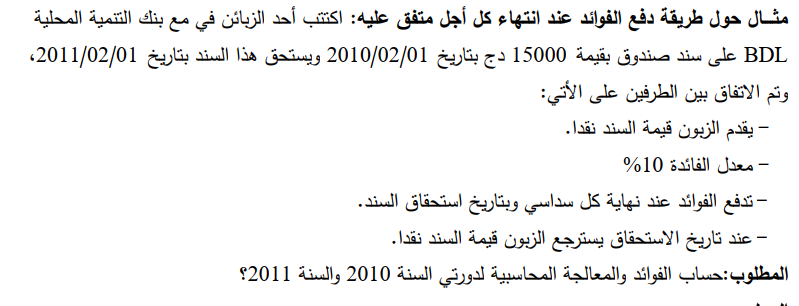 مثــال حول طريقة دفع الفوائد عند انتهاء كل أجل متفق عليه: اكتتب أحد الزبائن في مع بنك التنمية المحلية
BDL على سند صندوق بقيمة 15000 دج بتاريخ 2010/02/01 ويستحق هذا السند بتاريخ 2011/02/01،
وتم الاتفاق بين الطرفين على الأتي:
– يقدم الزبون قيمة السند نقدا.
– معدل الفائدة 10%
– تدفع الفوائد عند نهاية كل سداسي وبتاريخ استحقاق السند.
– عند تاريخ الاستحقاق يسترجع الزبون قيمة السند نقدا.
المطلوب:حساب الفوائد والمعالجة المحاسبية لدورتي السنة 2010 والسنة 2011؟